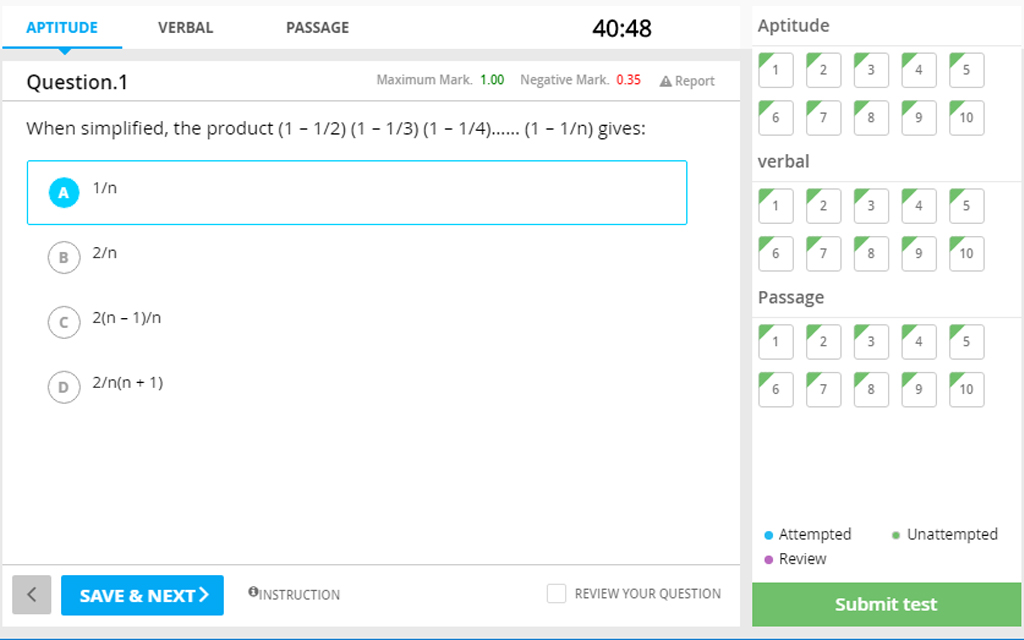 APTITUDE VERBAL PASSAGE 40:48
Question.1 Maximum Mark. 1.00 Negative Mark. 0.35 Report
When simplified, the product (1 – 1/2) (1 – 1/3) (1 – 1/4)...... (1 – 1/n) gives:
A 1/n
B 2/n
C 2(n – 1)/n
D 2/n(n + 1)
SAVE & NEXT INSTRUCTION REVIEW YOUR QUESTION
Aptitude
1 2 3 4 5
6 7 8 9 10
verbal
1 2 3 4 5
6 7 8 9 10
Passage
1 2 3 4 5
6 7 8 9 10
Attempted Unattempted
Review
Submit test